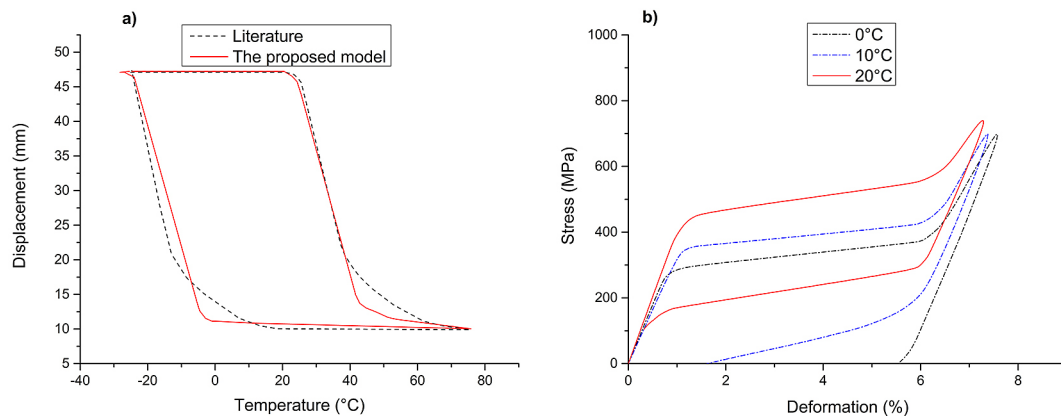 a)
Literature
The proposed model
50
45
40
35
30
25
20
15
10
5
-40
-20
0
20
40
60
80
Displacement (mm)
Temperature (°C)
b)
0°C
10°C
20°C
1000
800
600
400
200
0
0
2
4
6
8
Stress (MPa)
Deformation (%)